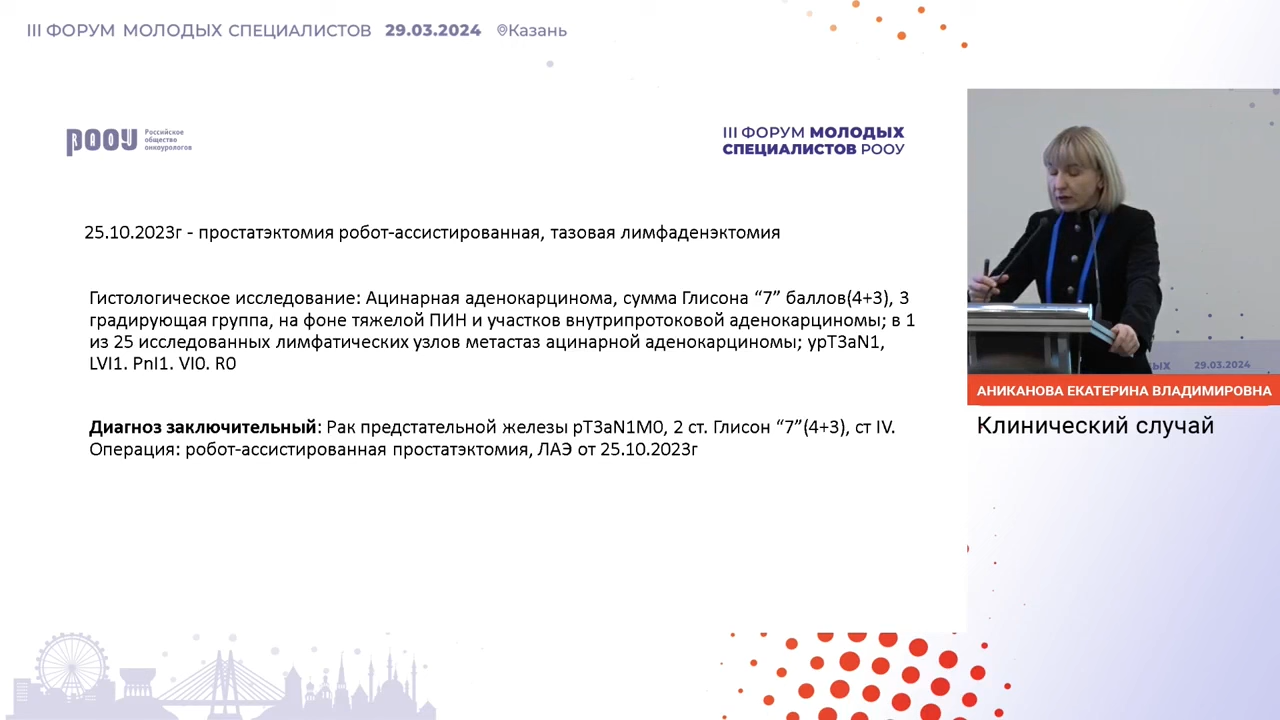 III ФОРУМ МОЛОДЫХ СПЕЦИАЛИСТОВ 29.03.2024 Казань
РООУ Российское
общество
онкоурологов
III ФОРУМ МОЛОДЫХ
СПЕЦИАЛИСТОВ РООУ
25.10.2023г - простатэктомия робот-ассистированная, тазовая лимфаденэктомия
Гистологическое исследование: Ацинарная аденокарцинома, сумма Глисона “7” баллов(4+3), 3
градирующая группа, на фоне тяжелой ПИН и участков внутрипротоковой аденокарциномы; в 1
из 25 исследованных лимфатических узлов метастаз ацинарной аденокарциномы; ypT3aN1,
LVI1. PnI1. VI0. R0
Диагноз заключительный: Рак предстательной железы pT3aN1M0, 2 ст. Глисон “7”(4+3), ст IV.
Операция: робот-ассистированная простатэктомия, ЛАЭ от 25.10.2023г
ЫХ 29.03.2024
АНИКАНОВА ЕКАТЕРИНА ВЛАДИМИРОВНА
Клинический случай